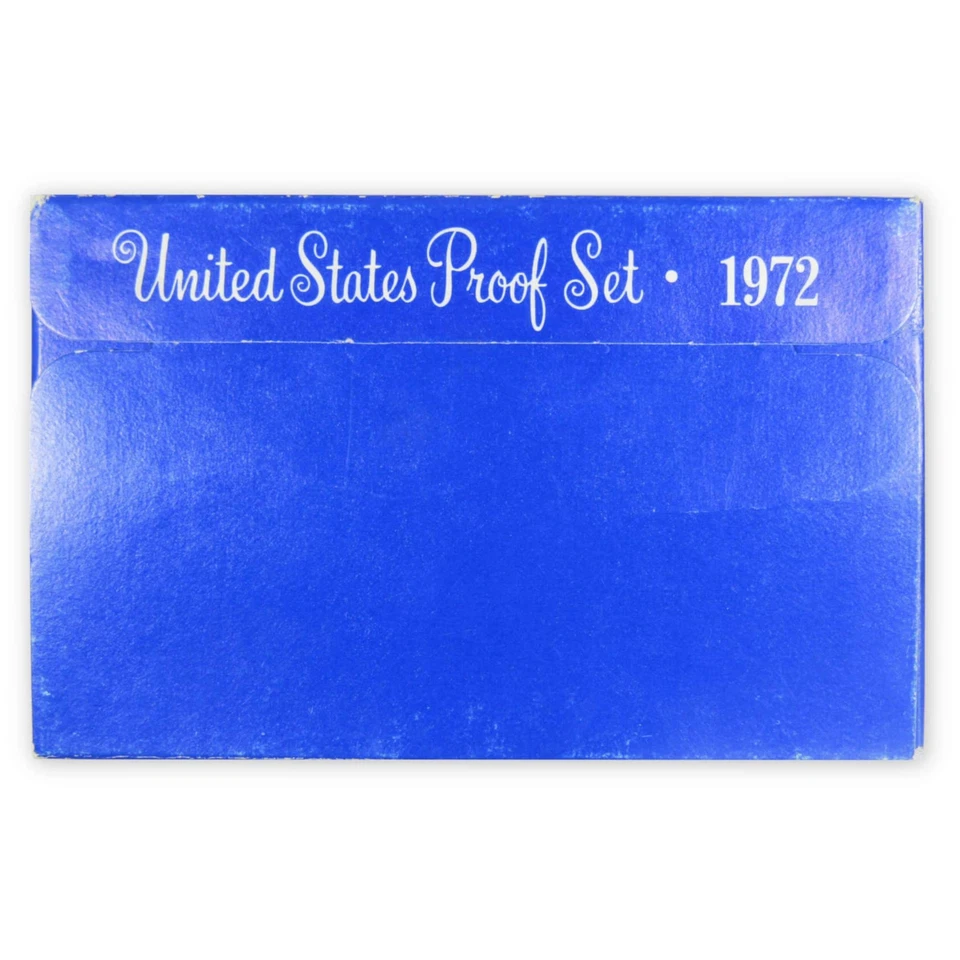 United States Proof Set • 1972